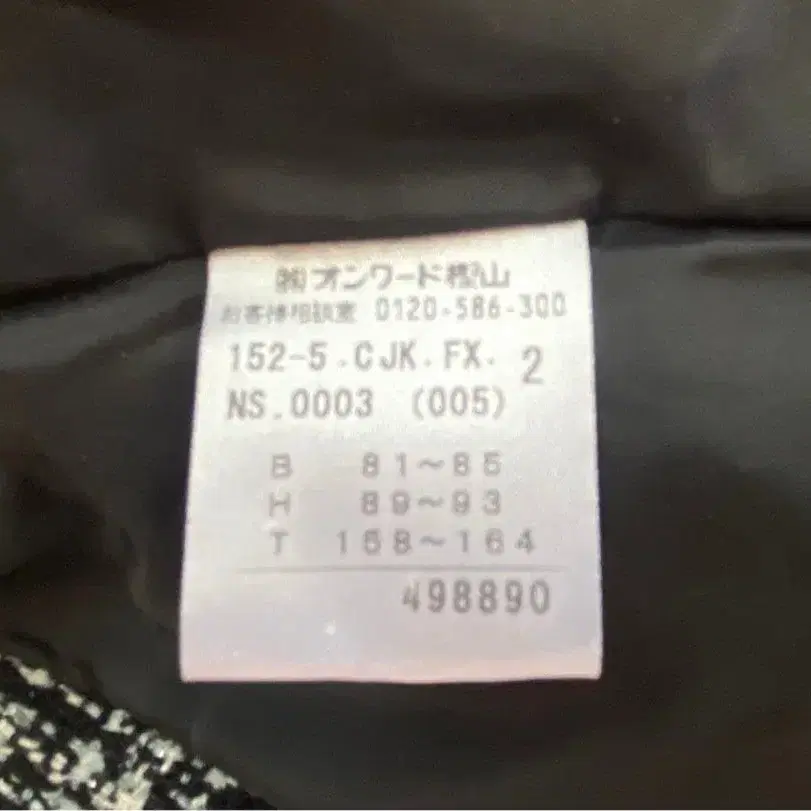 ㈱オンワード樫山
お客様相談室 0120-586-300
152-5.CJK.FX. 2
NS.0003 (005)
B 81~85
H 89~93
T 158~164
498890